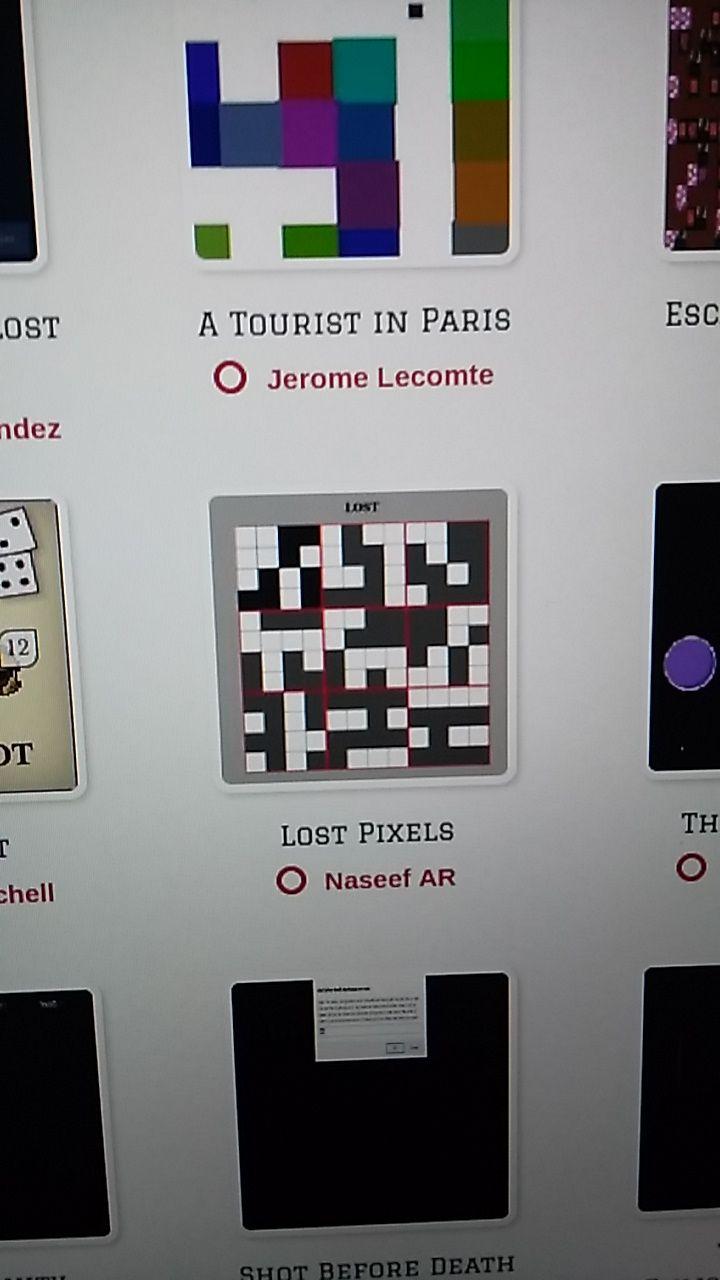 LOST
A TOURIST IN PARIS
ESC
Jerome Lecomte
ndez
LOST
12
OT
LOST PIXELS
TH
T
Naseef AR
chell
SHOT BEFORE DEATH